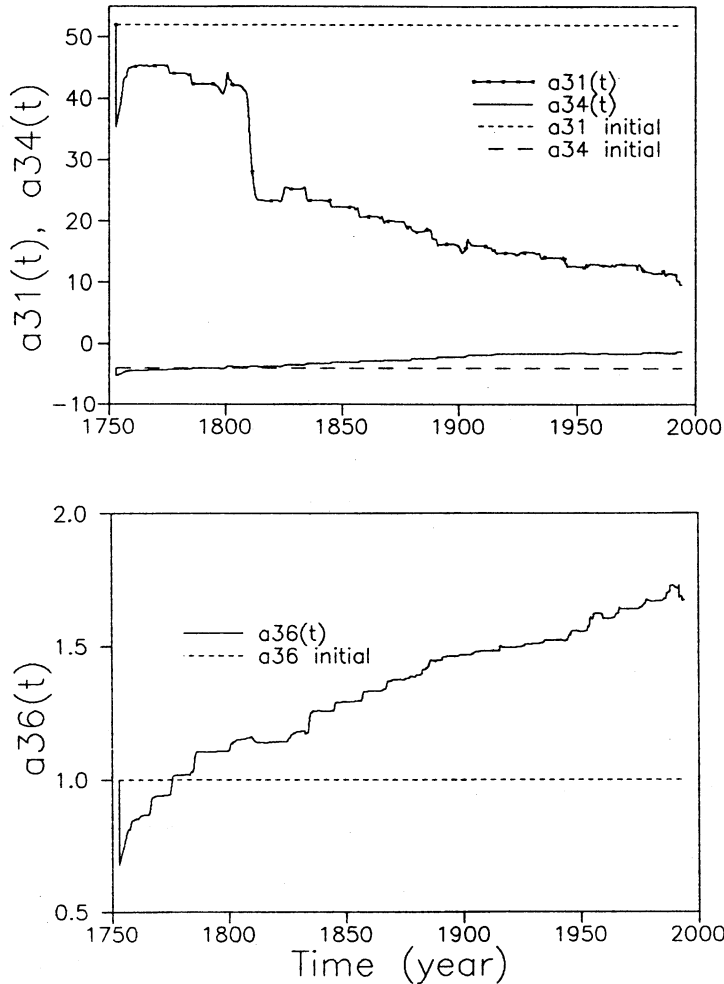 a31(t), a34(t)
50
40
30
20
10
0
-10
a31(t)
a34(t)
a31 initial
a34 initial
1750 1800 1850 1900 1950 2000
a36(t)
2.0
1.5
1.0
0.5
a36(t)
a36 initial
1750 1800 1850 1900 1950 2000
Time (year)